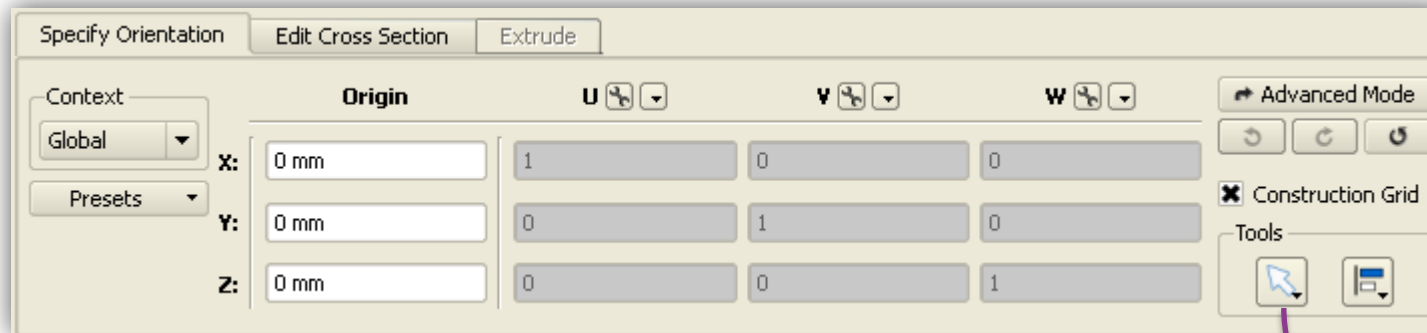 Specify Orientation Edit Cross Section Extrude
Context Origin U V W Advanced Mode
Global
X: 0 mm 1 0 0
Presets Construction Grid
Y: 0 mm 0 1 0
Tools
Z: 0 mm 0 0 1